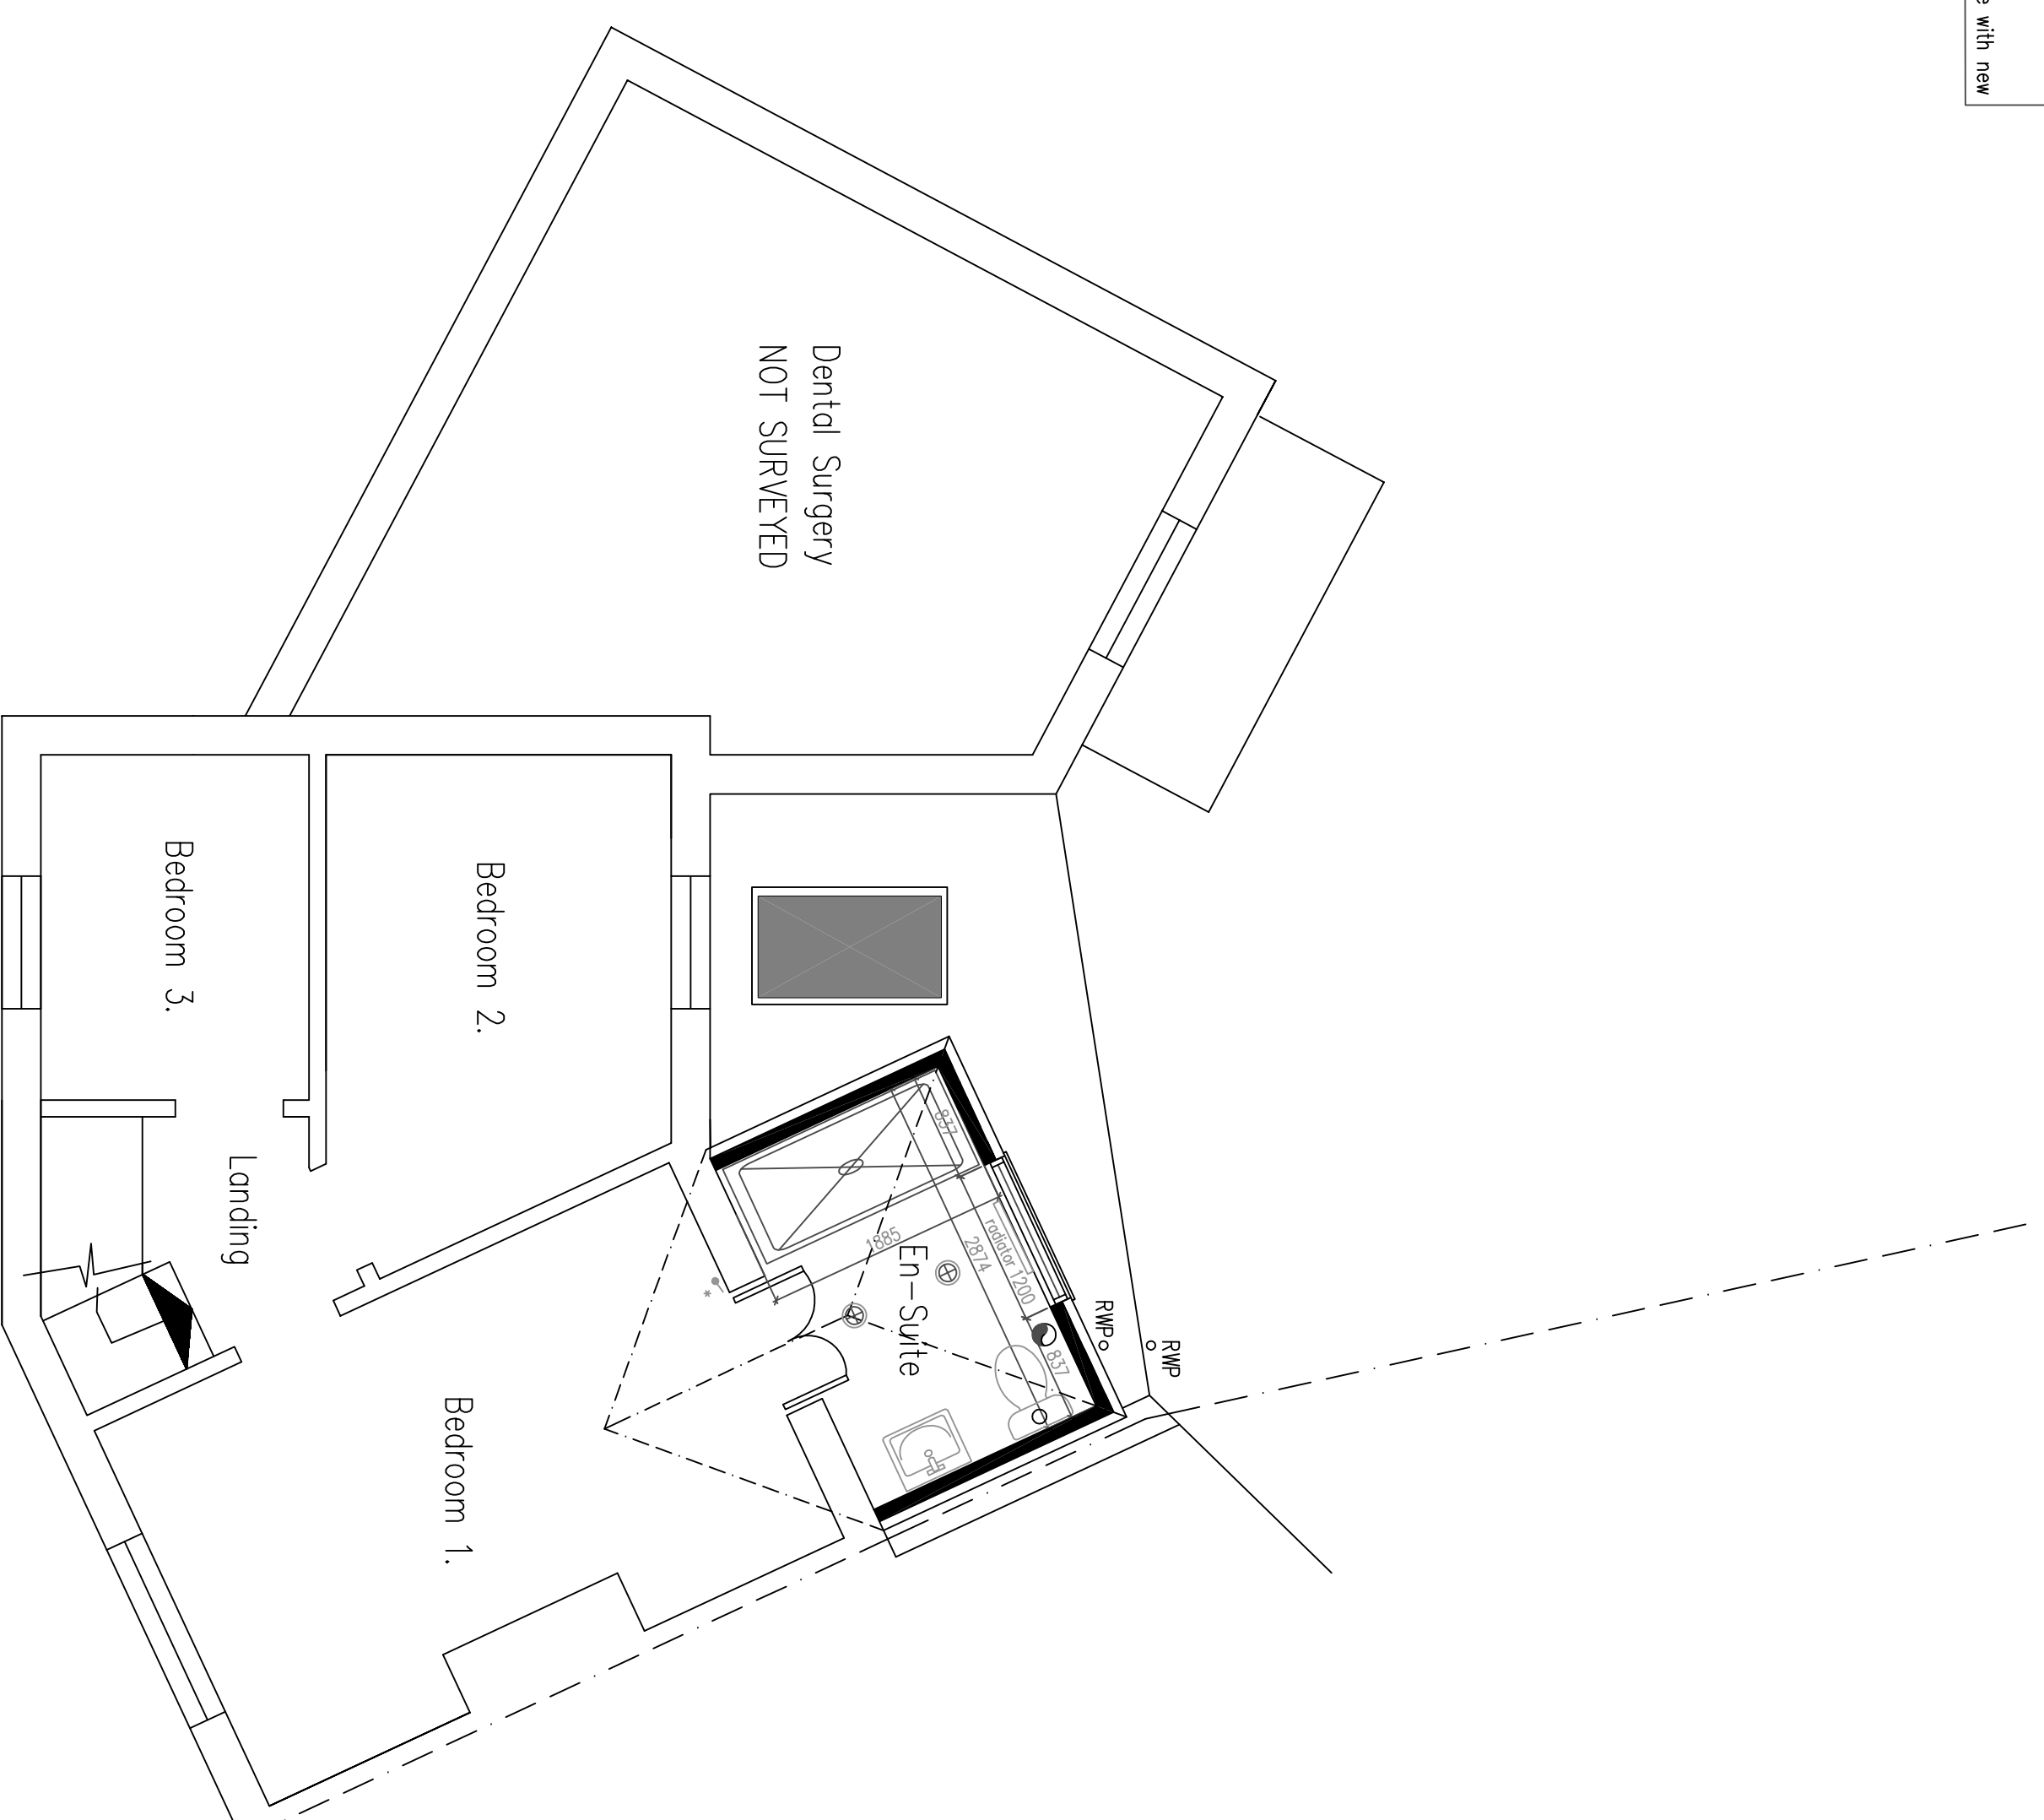 e with new
Dental Surgery
NOT SURVEYED
Bedroom 3.
Bedroom 2.
Landing
En-Suite
837
1885
2874
radiator 1200
837
RWP
RWP
Bedroom 1.
*